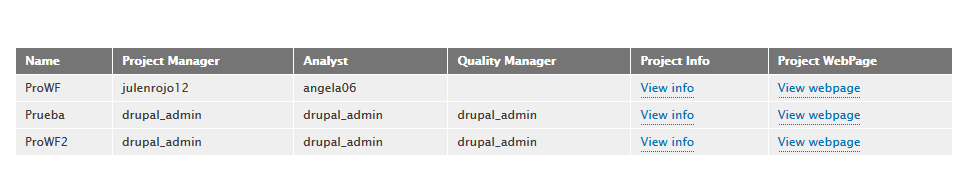 Name Project Manager Analyst Quality Manager Project Info Project WebPage
ProWF julenrojo12 angela06 View info View webpage
Prueba drupal_admin drupal_admin drupal_admin View info View webpage
ProWF2 drupal_admin drupal_admin drupal_admin View info View webpage